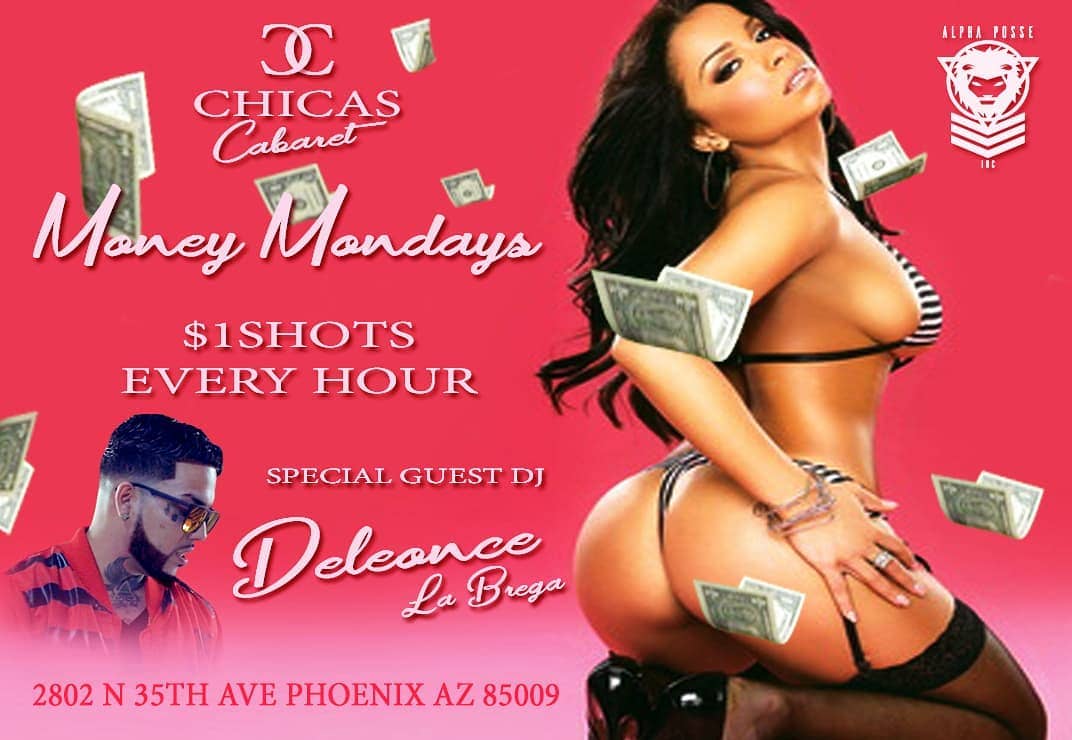 CHICAS
Cabaret
ALPHA POSSE
INC
Money Mondays
$1SHOTS
EVERY HOUR
SPECIAL GUEST DJ
Deleonce
La Brega
2802 N 35TH AVE PHOENIX AZ 85009